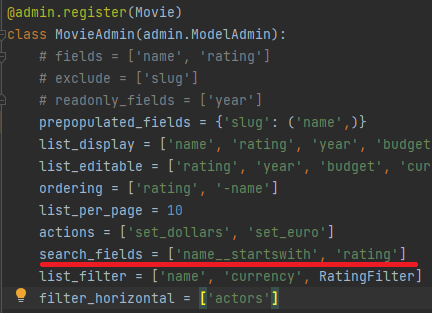 @admin.register(Movie)
class MovieAdmin(admin.ModelAdmin):
# fields = ['name', 'rating']
# exclude = ['slug']
# readonly_fields = ['year']
prepopulated_fields = {'slug': ('name',)}
list_display = ['name', 'rating', 'year', 'budget
list_editable = ['rating', 'year', 'budget', 'cur
ordering = ['rating', '-name']
list_per_page = 10
actions = ['set_dollars', 'set_euro']
search_fields = ['name__startswith', 'rating']
list_filter = ['name', 'currency', RatingFilter]
filter_horizontal = ['actors']